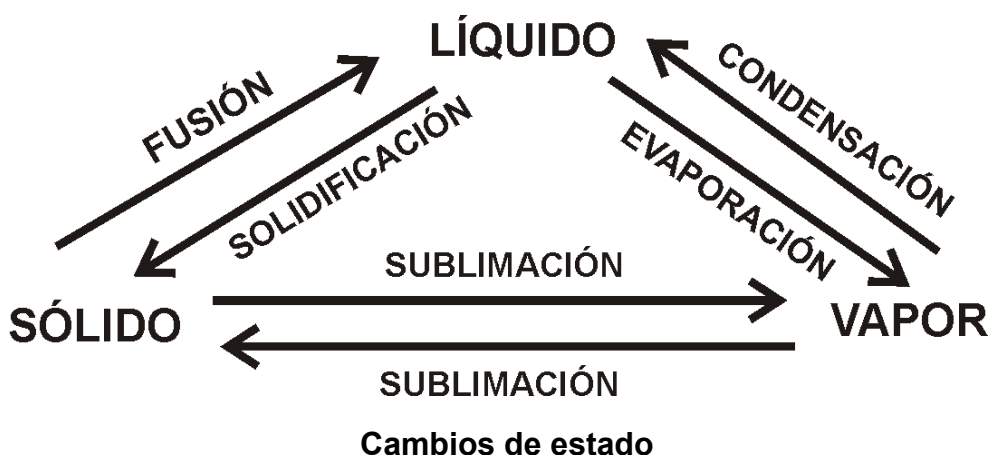 LÍQUIDO
FUSIÓN
SOLIDIFICACIÓN
CONDENSACIÓN
EVAPORACIÓN
SUBLIMACIÓN
SÓLIDO
VAPOR
SUBLIMACIÓN
Cambios de estado